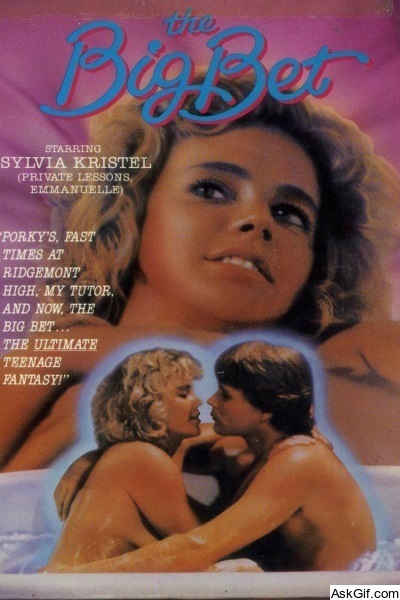 the
Big Bet
STARRING
SYLVIA KRISTEL
(PRIVATE LESSONS,
EMMANUELLE)
"PORKY'S, FAST
TIMES AT
RIDGEMONT
HIGH, MY TUTOR,
AND NOW, THE
BIG BET...
THE ULTIMATE
TEENAGE
FANTASY!"
AskGif.com